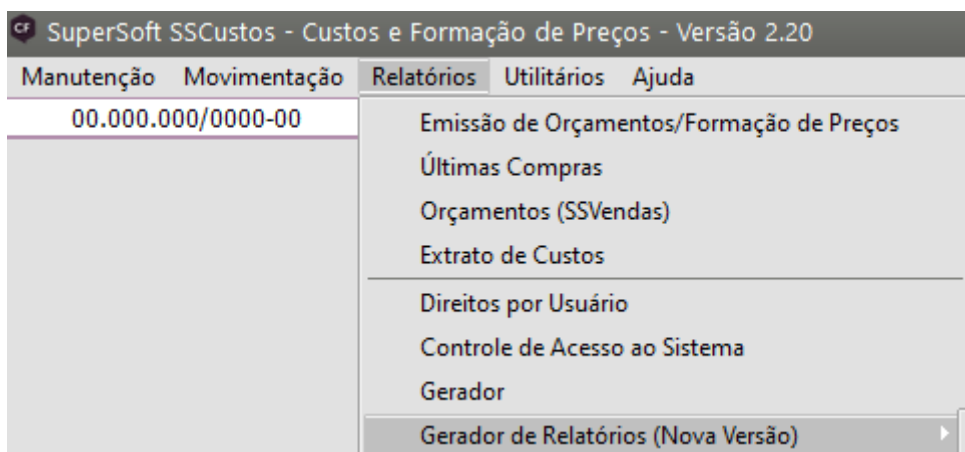 CF SuperSoft SSCustos - Custos e Formação de Preços - Versão 2.20
Manutenção Movimentação Relatórios Utilitários Ajuda
00.000.000/0000-00
Emissão de Orçamentos/Formação de Preços
Últimas Compras
Orçamentos (SSVendas)
Extrato de Custos
Direitos por Usuário
Controle de Acesso ao Sistema
Gerador
Gerador de Relatórios (Nova Versão)